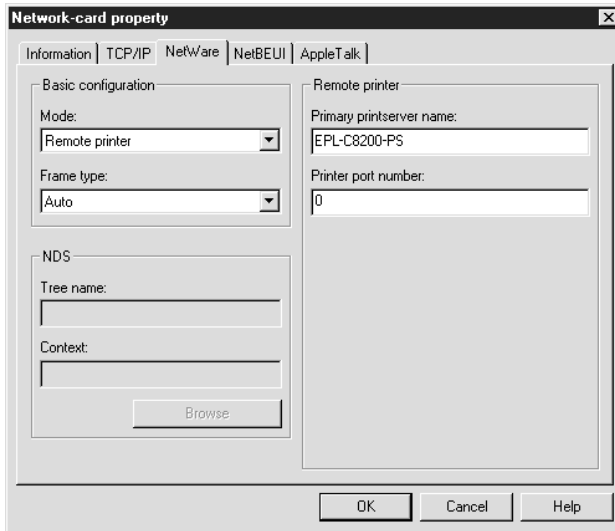 Network-card property
Information TCP/IP NetWare NetBEUI AppleTalk
Basic configuration
Mode:
Remote printer
Frame type:
Auto
NDS
Tree name:
Context:
Browse
Remote printer
Primary printserver name:
EPL-C8200-PS
Printer port number:
0
OK Cancel Help